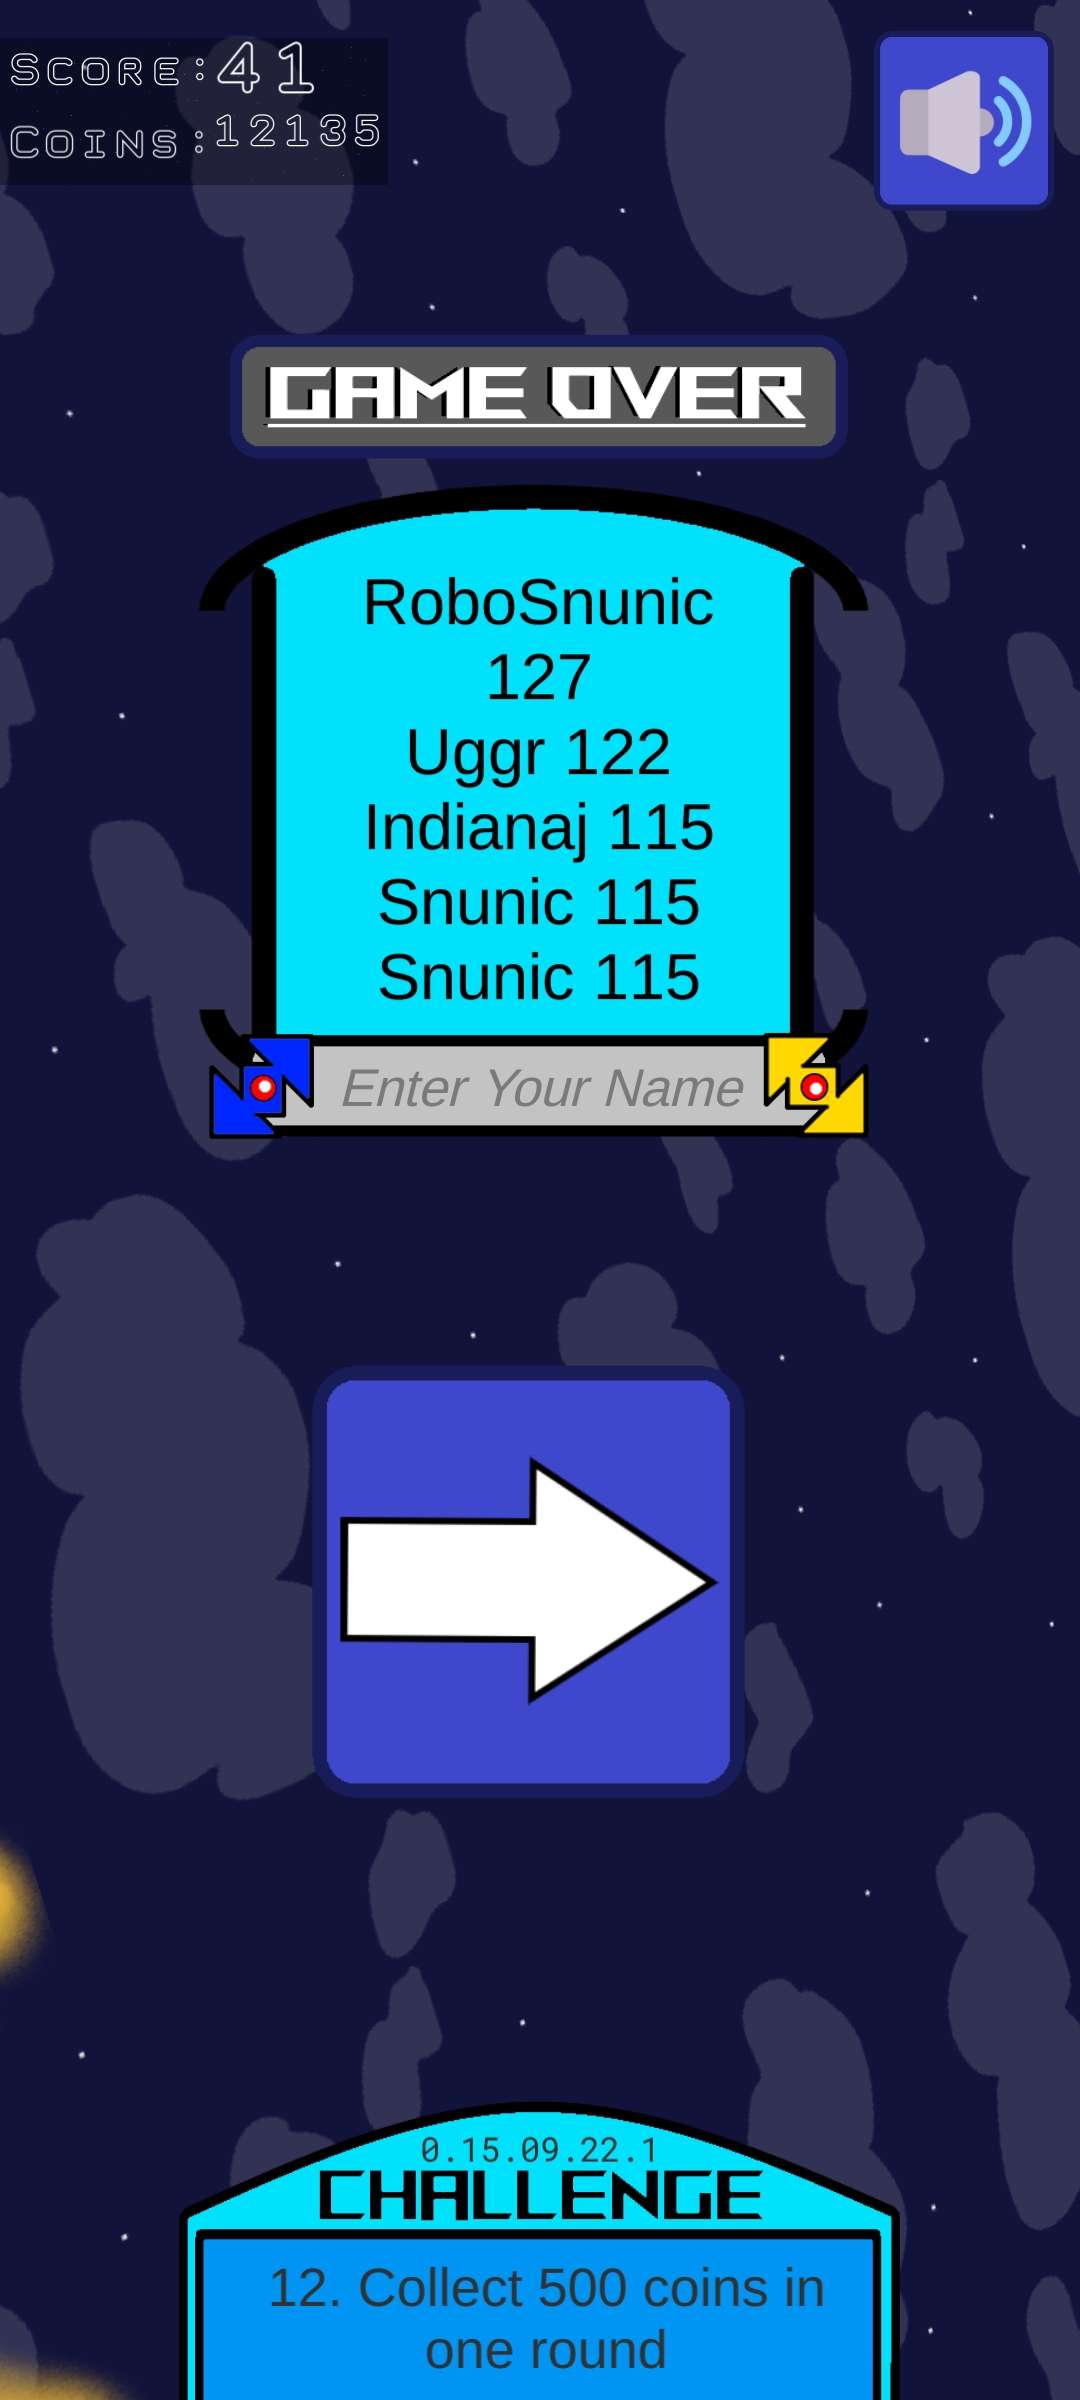 SCORE:41
COINS:12135
GAME OVER
RoboSnunic
127
Uggr 122
Indianaj 115
Snunic 115
Snunic 115
Enter Your Name
0.15.09.22.1
CHALLENGE
12. Collect 500 coins in
one round